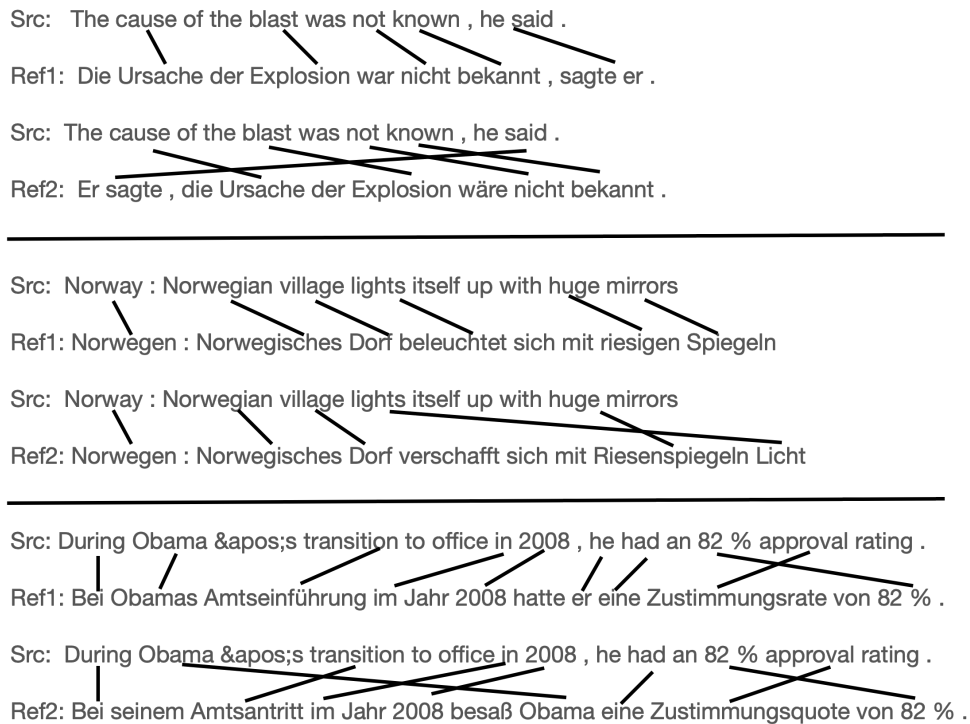 Src: The cause of the blast was not known , he said .
Ref1: Die Ursache der Explosion war nicht bekannt , sagte er .
Src: The cause of the blast was not known , he said .
Ref2: Er sagte , die Ursache der Explosion wäre nicht bekannt .
Src: Norway : Norwegian village lights itself up with huge mirrors
Ref1: Norwegen : Norwegisches Dorf beleuchtet sich mit riesigen Spiegeln
Src: Norway : Norwegian village lights itself up with huge mirrors
Ref2: Norwegen : Norwegisches Dorf verschafft sich mit Riesenspiegeln Licht
Src: During Obama &apos;s transition to office in 2008 , he had an 82 % approval rating .
Ref1: Bei Obamas Amtseinführung im Jahr 2008 hatte er eine Zustimmungsrate von 82 % .
Src: During Obama &apos;s transition to office in 2008 , he had an 82 % approval rating .
Ref2: Bei seinem Amtsantritt im Jahr 2008 besaß Obama eine Zustimmungsquote von 82 % .